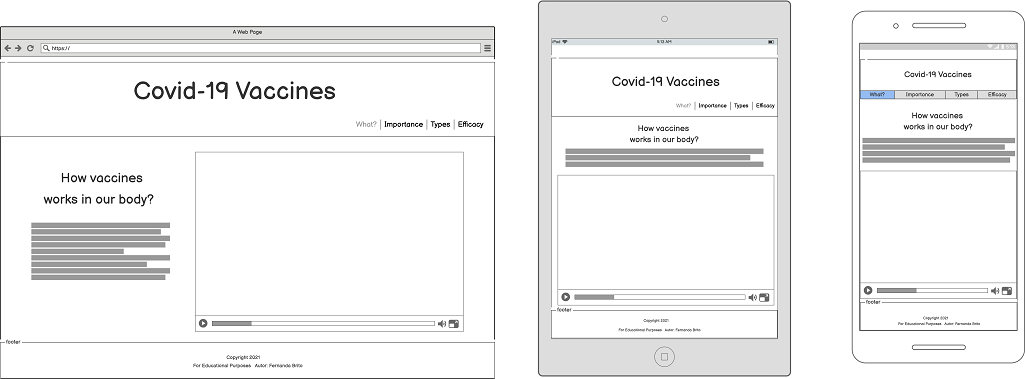 A Web Page
https://
Covid-19 Vaccines
What? Importance Types Efficacy
How vaccines
works in our body?
footer
Copyright 2021
For Educational Purposes Autor: Fernanda Brito
iPad 9:15 AM
Covid-19 Vaccines
What? Importance Types Efficacy
How vaccines
works in our body?
footer
Copyright 2021
For Educational Purposes Autor: Fernanda Brito
Covid-19 Vaccines
What? Importance Types Efficacy
How vaccines
works in our body?
footer
Copyright 2021
For Educational Purposes Autor: Fernanda Brito